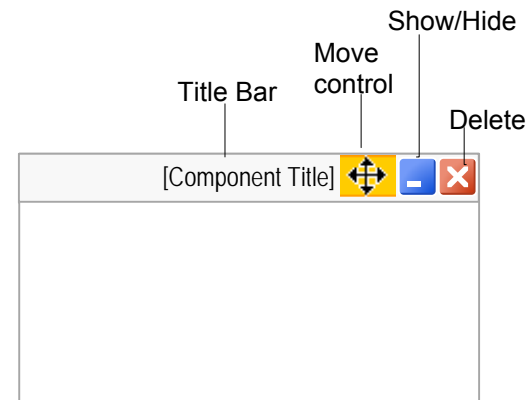 Show/Hide
Move
control
Title Bar
Delete
[Component Title]